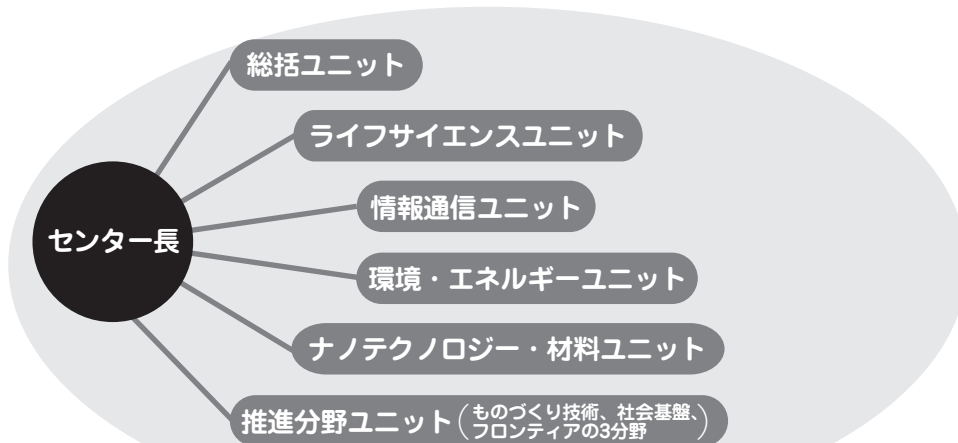 総括ユニット
ライフサイエンスユニット
情報通信ユニット
センター長
環境・エネルギーユニット
ナノテクノロジー・材料ユニット
推進分野ユニット(ものづくり技術、社会基盤、
フロンティアの3分野)